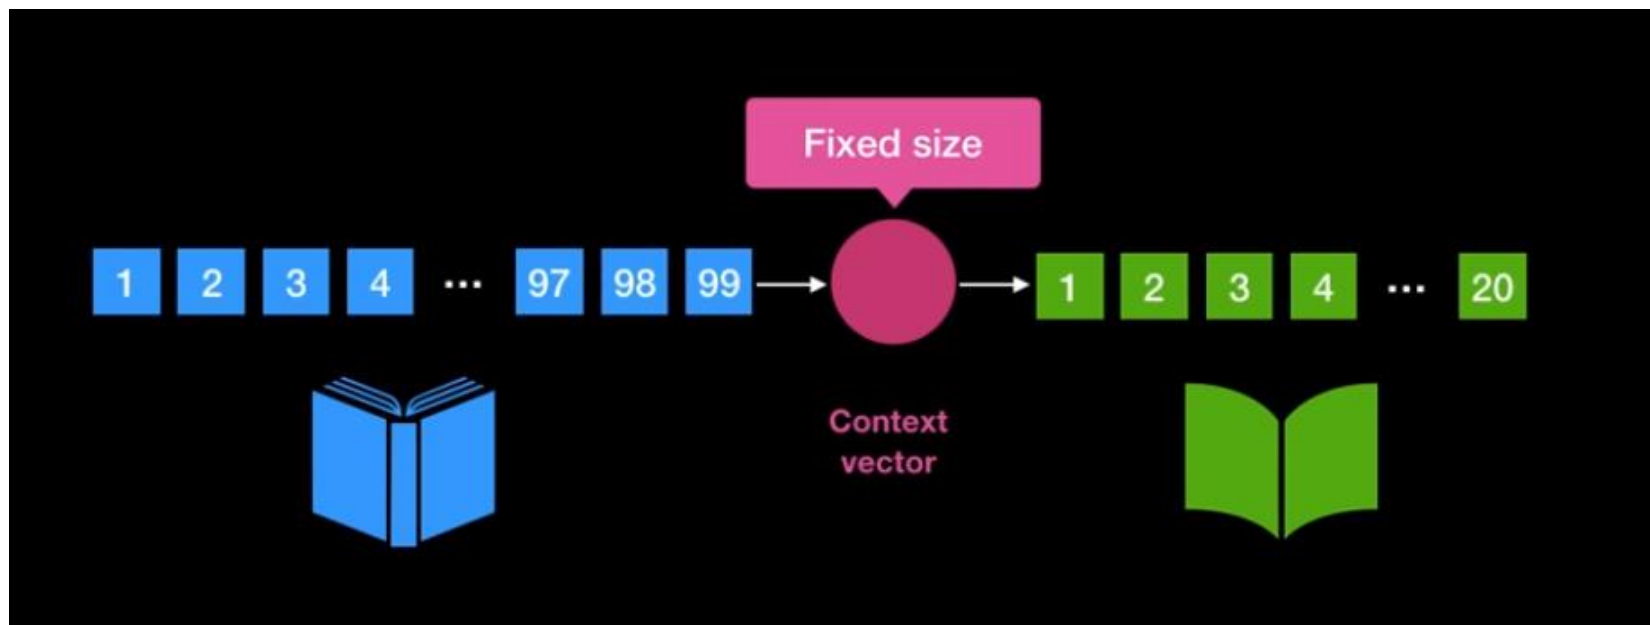 Fixed size
1 2 3 4 ... 97 98 99
1 2 3 4 ... 20
Context
vector